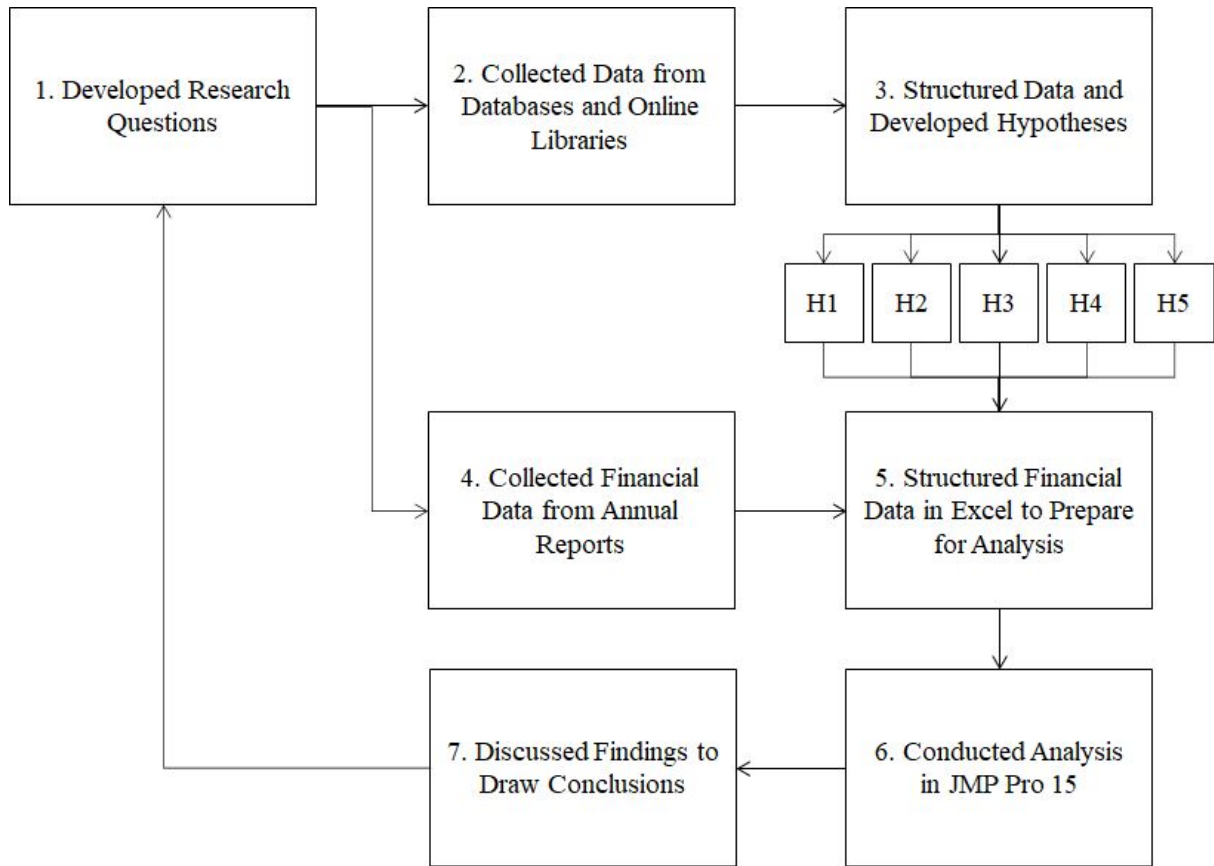 1. Developed Research
Questions
2. Collected Data from
Databases and Online
Libraries
3. Structured Data and
Developed Hypotheses
H1
H2
H3
H4
H5
4. Collected Financial
Data from Annual
Reports
5. Structured Financial
Data in Excel to Prepare
for Analysis
7. Discussed Findings to
Draw Conclusions
6. Conducted Analysis
in JMP Pro 15